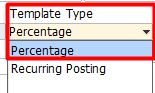 Template Type
Percentage
Percentage
Recurring Posting